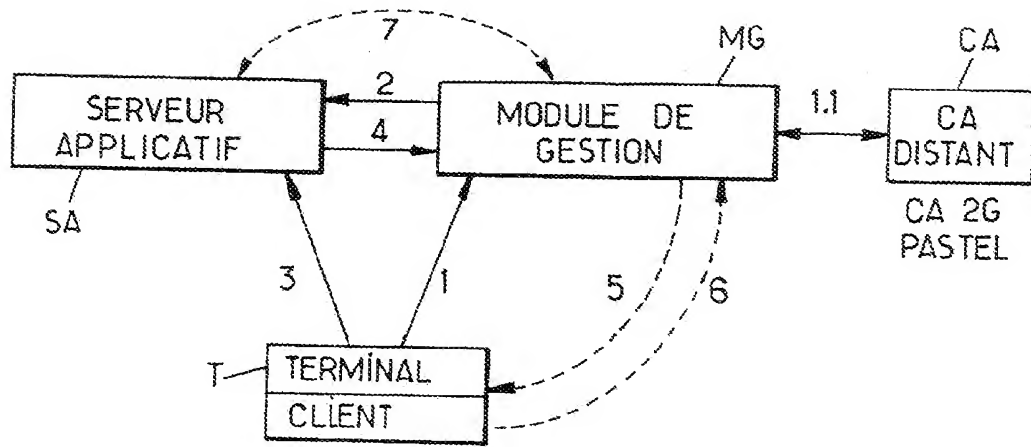 7
MG
CA
SERVEUR
APPLICATIF
2
4
MODULE DE
GESTION
1.1
CA
DISTANT
SA
CA 2G
PASTEL
3
1
5
6
T
TERMINAL
CLIENT